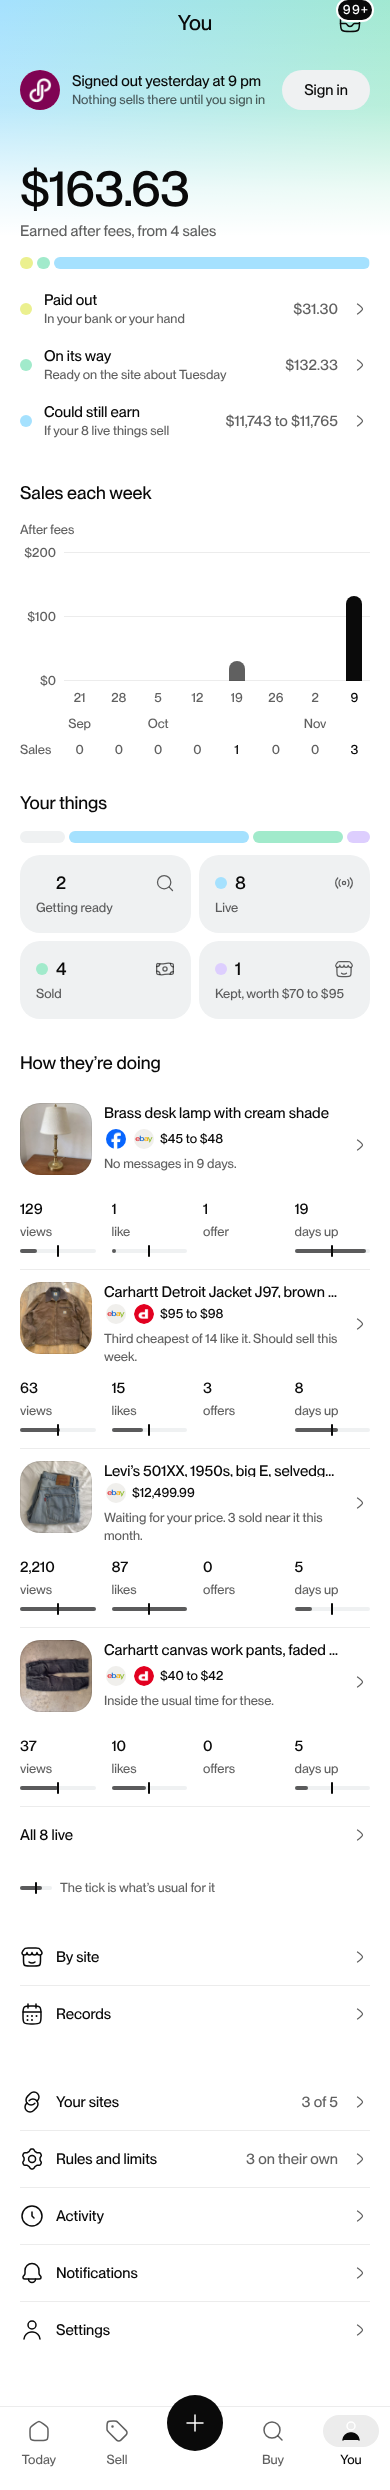 You
99+
Signed out yesterday at 9 pm
Nothing sells there until you sign in
Sign in
$163.63
Earned after fees, from 4 sales
Paid out
In your bank or your hand
$31.30
On its way
Ready on the site about Tuesday
$132.33
Could still earn
If your 8 live things sell
$11,743 to $11,765
Sales each week
After fees
$200
$100
$0
21 28 5 12 19 26 2 9
Sep Oct Nov
Sales 0 0 0 0 1 0 0 3
Your things
2
Getting ready
8
Live
4
Sold
1
Kept, worth $70 to $95
How they're doing
Brass desk lamp with cream shade
ebay $45 to $48
No messages in 9 days.
129 1 1 19
views like offer days up
Carhartt Detroit Jacket J97, brown ...
ebay $95 to $98
Third cheapest of 14 like it. Should sell this
week.
63 15 3 8
views likes offers days up
Levi's 501XX, 1950s, big E, selvedg...
ebay $12,499.99
Waiting for your price. 3 sold near it this
month.
2,210 87 0 5
views likes offers days up
Carhartt canvas work pants, faded ...
ebay $40 to $42
Inside the usual time for these.
37 10 0 5
views likes offers days up
All 8 live
The tick is what's usual for it
By site
Records
Your sites 3 of 5
Rules and limits 3 on their own
Activity
Notifications
Settings
Today
Sell
Buy
You